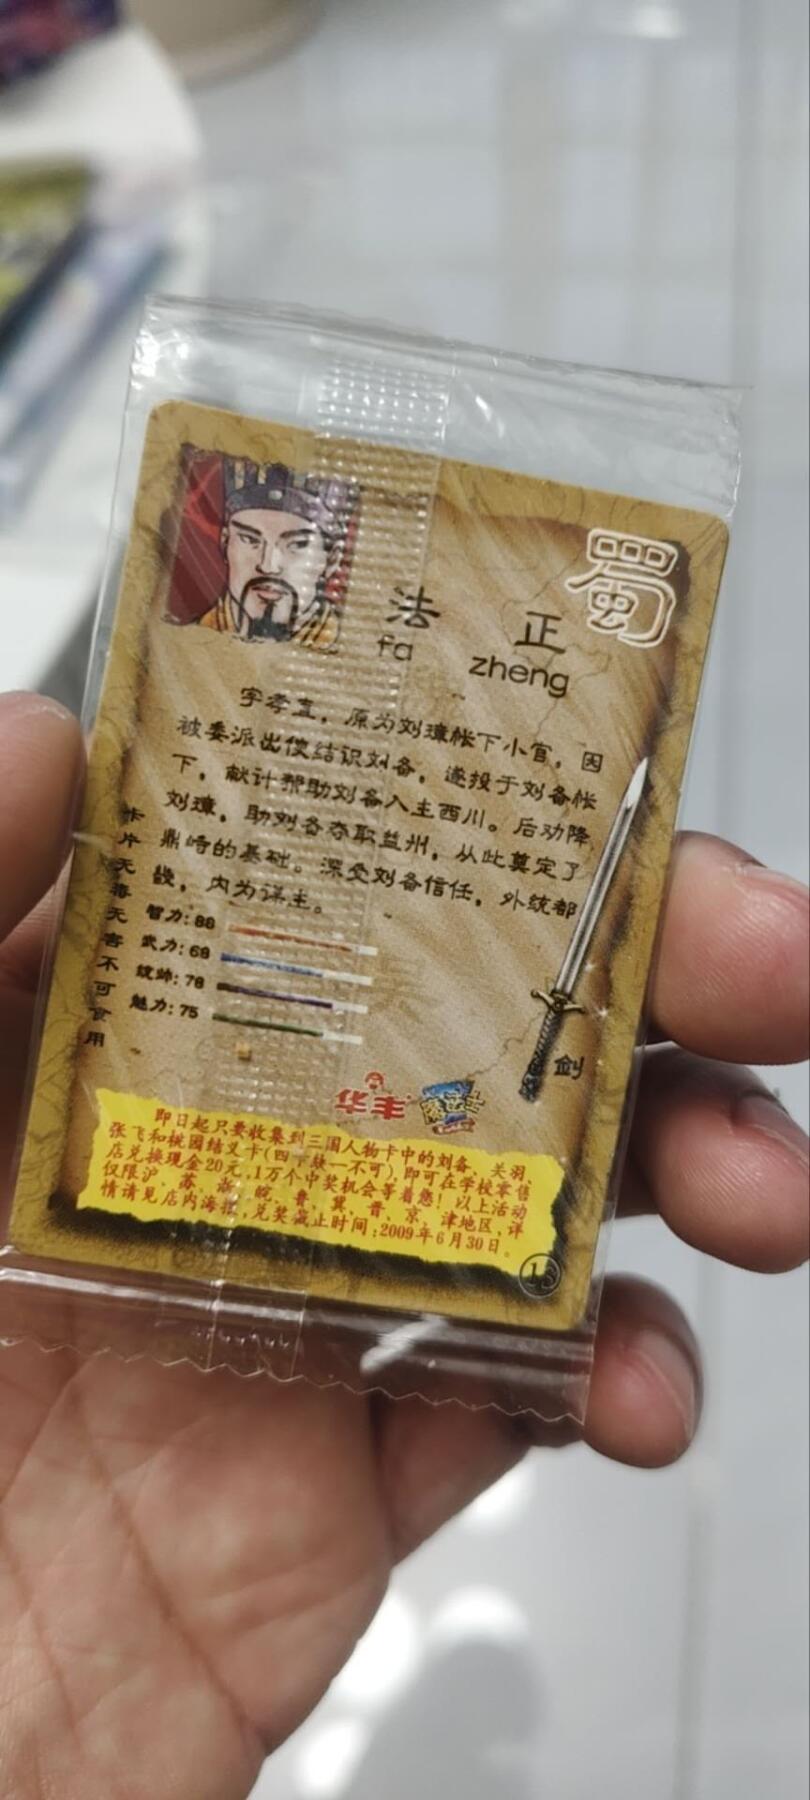 蜀
法 正
fa zheng
字孝直，原为刘璋帐下小官，因
被委派出使结识刘备，遂投于刘备帐
下，献计帮助刘备入主西川。后劝降
刘璋，助刘备夺取益州，从此奠定了
鼎峙的基础。深受刘备信任，外统都
畿，内为谋主。
卡片无毒无害不可食用
智力:88
武力:69
统帅:78
魅力:75
剑
华丰
魔法士
即日起只要收集到三国人物卡中的刘备、关羽、
张飞和桃园结义卡(四个缺一不可),即可在学校零售
店兑换现金20元,1万个中奖机会等着您！以上活动
仅限沪、苏、浙、皖、鲁、冀、晋、京、津地区,详
情请见店内海报,兑奖截止时间:2009年6月30日。